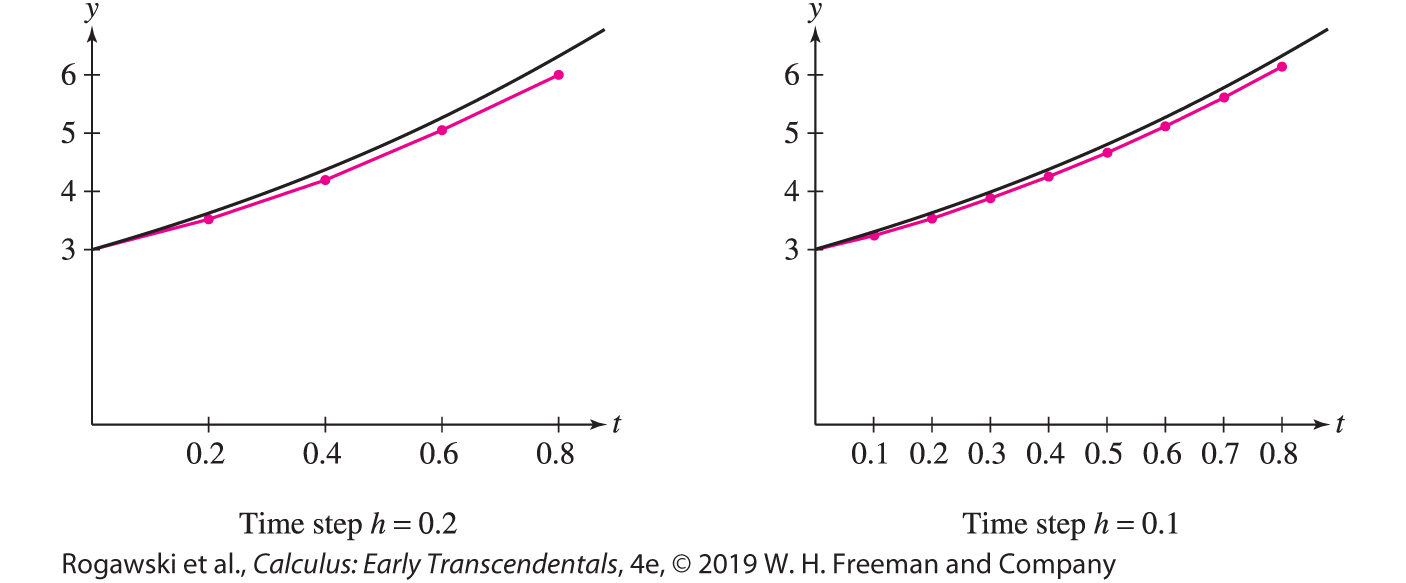 y
6
5
4
3
0.2 0.4 0.6 0.8
t
Time step h = 0.2
y
6
5
4
3
0.1 0.2 0.3 0.4 0.5 0.6 0.7 0.8
t
Time step h = 0.1
Rogawski et al., Calculus: Early Transcendentals, 4e, © 2019 W. H. Freeman and Company